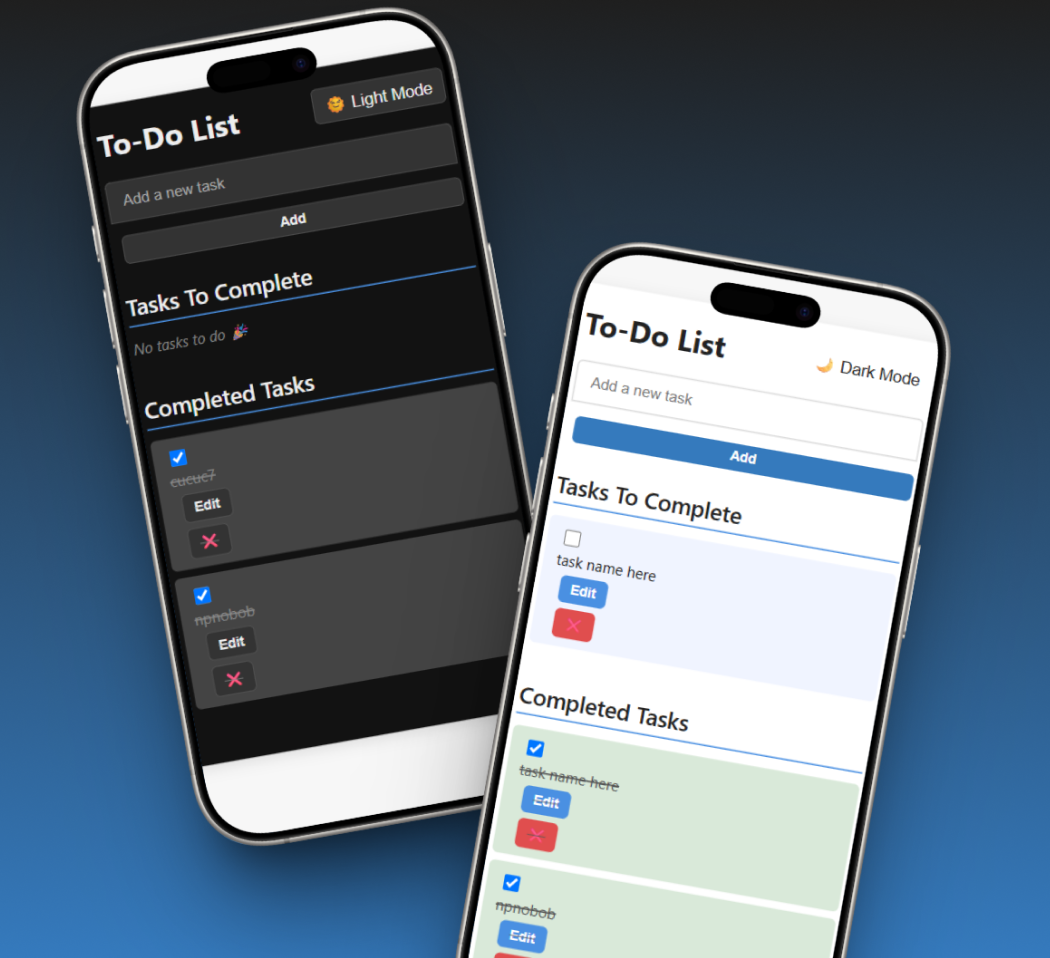 Light Mode
To-Do List
Add a new task
Add
Tasks To Complete
No tasks to do
Completed Tasks
cucuc7
Edit
npnobob
Edit
To-Do List
Dark Mode
Add a new task
Add
Tasks To Complete
task name here
Edit
Completed Tasks
task name here
Edit
npnobob
Edit